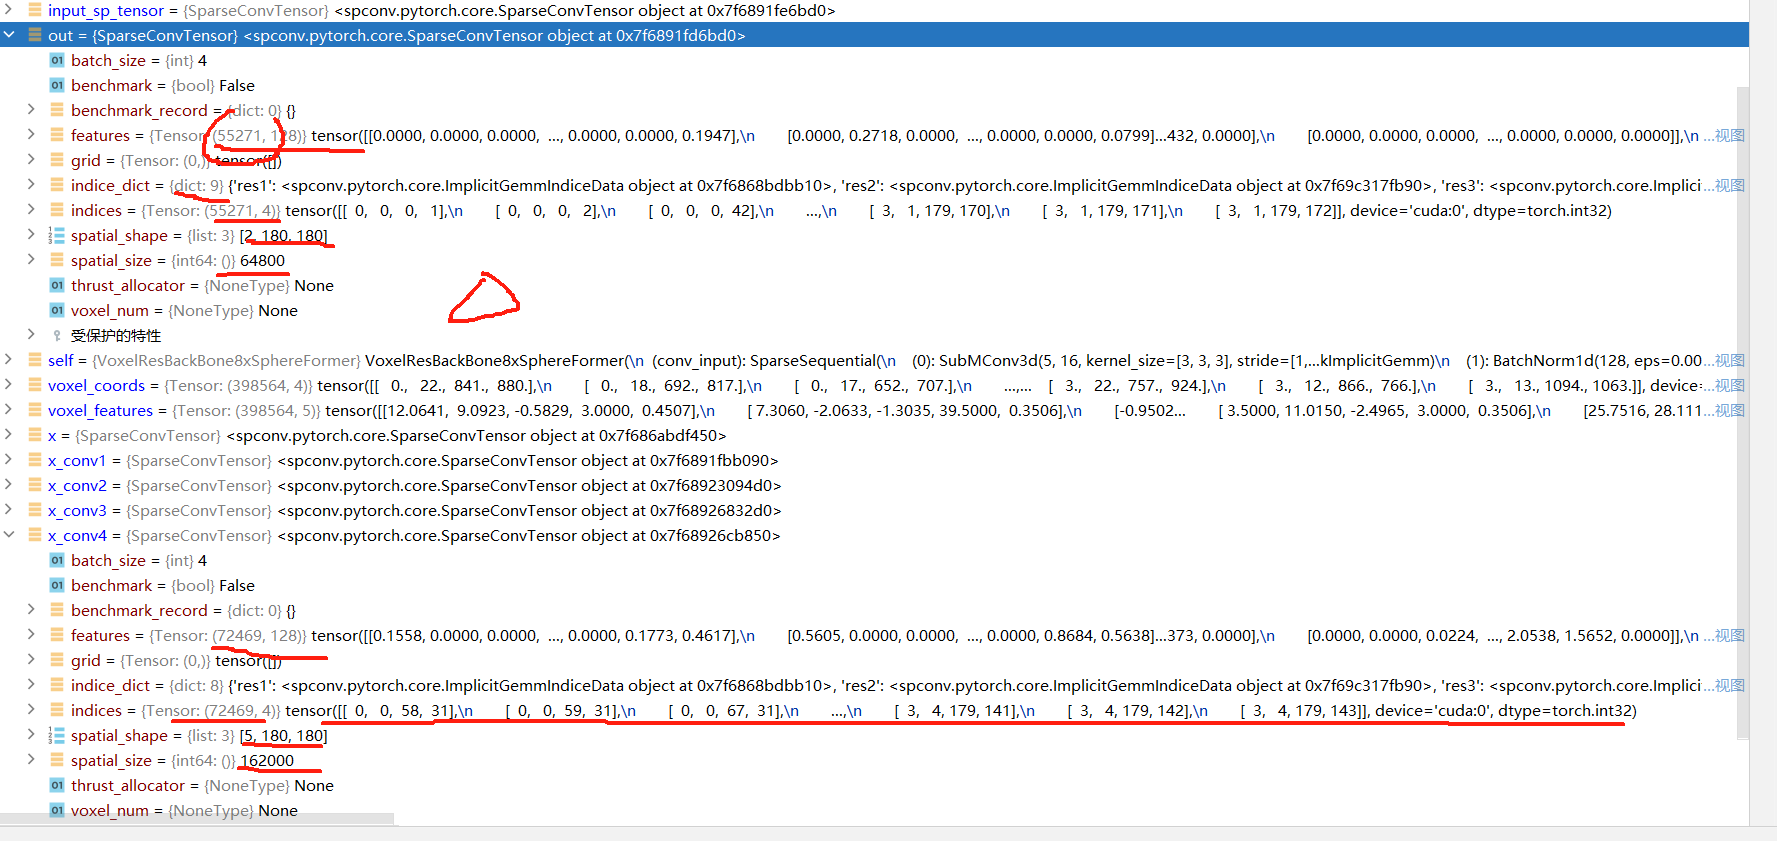 input_sp_tensor = {SparseConvTensor} <spconv.pytorch.core.SparseConvTensor object at 0x7f6891fe6bd0>
out = {SparseConvTensor} <spconv.pytorch.core.SparseConvTensor object at 0x7f6891fd6bd0>
01 batch_size = {int} 4
01 benchmark = {bool} False
benchmark_record = {dict: 0} {}
features = {Tensor: (55271, 128)} tensor([[0.0000, 0.0000, 0.0000, ..., 0.0000, 0.0000, 0.1947],\n [0.0000, 0.2718, 0.0000, ..., 0.0000, 0.0000, 0.0799]...432, 0.0000],\n [0.0000, 0.0000, 0.0000, ..., 0.0000, 0.0000, 0.0000]],\n ...视图
grid = {Tensor: (0,)} tensor([])
indice_dict = {dict: 9} {'res1': <spconv.pytorch.core.ImplicitGemmIndiceData object at 0x7f6868bdbb10>, 'res2': <spconv.pytorch.core.ImplicitGemmIndiceData object at 0x7f69c317fb90>, 'res3': <spconv.pytorch.core.Implici ...视图
indices = {Tensor: (55271, 4)} tensor([[ 0, 0, 0, 1],\n [ 0, 0, 0, 2],\n [ 0, 0, 0, 42],\n ...,\n [ 3, 1, 179, 170],\n [ 3, 1, 179, 171],\n [ 3, 1, 179, 172]], device='cuda:0', dtype=torch.int32)
spatial_shape = {list: 3} [2, 180, 180]
spatial_size = {int64: ()} 64800
01 thrust_allocator = {NoneType} None
01 voxel_num = {NoneType} None
受保护的特性
self = {VoxelResBackBone8xSphereFormer} VoxelResBackBone8xSphereFormer(\n (conv_input): SparseSequential(\n (0): SubMConv3d(5, 16, kernel_size=[3, 3, 3], stride=[1,...kImplicitGemm)\n (1): BatchNorm1d(128, eps=0.00 ...视图
voxel_coords = {Tensor: (398564, 4)} tensor([[ 0., 22., 841., 880.],\n [ 0., 18., 692., 817.],\n [ 0., 17., 652., 707.],\n ...,... [ 3., 22., 757., 924.],\n [ 3., 12., 866., 766.],\n [ 3., 13., 1094., 1063.]], device= ...视图
voxel_features = {Tensor: (398564, 5)} tensor([[12.0641, 9.0923, -0.5829, 3.0000, 0.4507],\n [ 7.3060, -2.0633, -1.3035, 39.5000, 0.3506],\n [-0.9502... [ 3.5000, 11.0150, -2.4965, 3.0000, 0.3506],\n [25.7516, 28.111 ...视图
x = {SparseConvTensor} <spconv.pytorch.core.SparseConvTensor object at 0x7f686abdf450>
x_conv1 = {SparseConvTensor} <spconv.pytorch.core.SparseConvTensor object at 0x7f6891fbb090>
x_conv2 = {SparseConvTensor} <spconv.pytorch.core.SparseConvTensor object at 0x7f68923094d0>
x_conv3 = {SparseConvTensor} <spconv.pytorch.core.SparseConvTensor object at 0x7f68926832d0>
x_conv4 = {SparseConvTensor} <spconv.pytorch.core.SparseConvTensor object at 0x7f68926cb850>
01 batch_size = {int} 4
01 benchmark = {bool} False
benchmark_record = {dict: 0} {}
features = {Tensor: (72469, 128)} tensor([[0.1558, 0.0000, 0.0000, ..., 0.0000, 0.1773, 0.4617],\n [0.5605, 0.0000, 0.0000, ..., 0.0000, 0.8684, 0.5638]...373, 0.0000],\n [0.0000, 0.0000, 0.0224, ..., 2.0538, 1.5652, 0.0000]],\n ...视图
grid = {Tensor: (0,)} tensor([])
indice_dict = {dict: 8} {'res1': <spconv.pytorch.core.ImplicitGemmIndiceData object at 0x7f6868bdbb10>, 'res2': <spconv.pytorch.core.ImplicitGemmIndiceData object at 0x7f69c317fb90>, 'res3': <spconv.pytorch.core.Implici ...视图
indices = {Tensor: (72469, 4)} tensor([[ 0, 0, 58, 31],\n [ 0, 0, 59, 31],\n [ 0, 0, 67, 31],\n ...,\n [ 3, 4, 179, 141],\n [ 3, 4, 179, 142],\n [ 3, 4, 179, 143]], device='cuda:0', dtype=torch.int32)
spatial_shape = {list: 3} [5, 180, 180]
spatial_size = {int64: ()} 162000
01 thrust_allocator = {NoneType} None
01 voxel_num = {NoneType} None